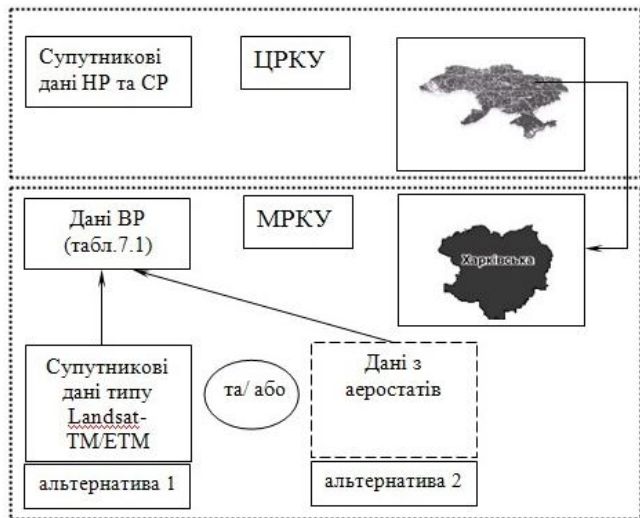 Супутникові
дані НР та СР
ЦРКУ
Дані ВР
(табл.7.1)
МРКУ
Харківська
Супутникові
дані типу
Landsat-
TM/ETM
та/ або
Дані з
аеростатів
альтернатива 1
альтернатива 2